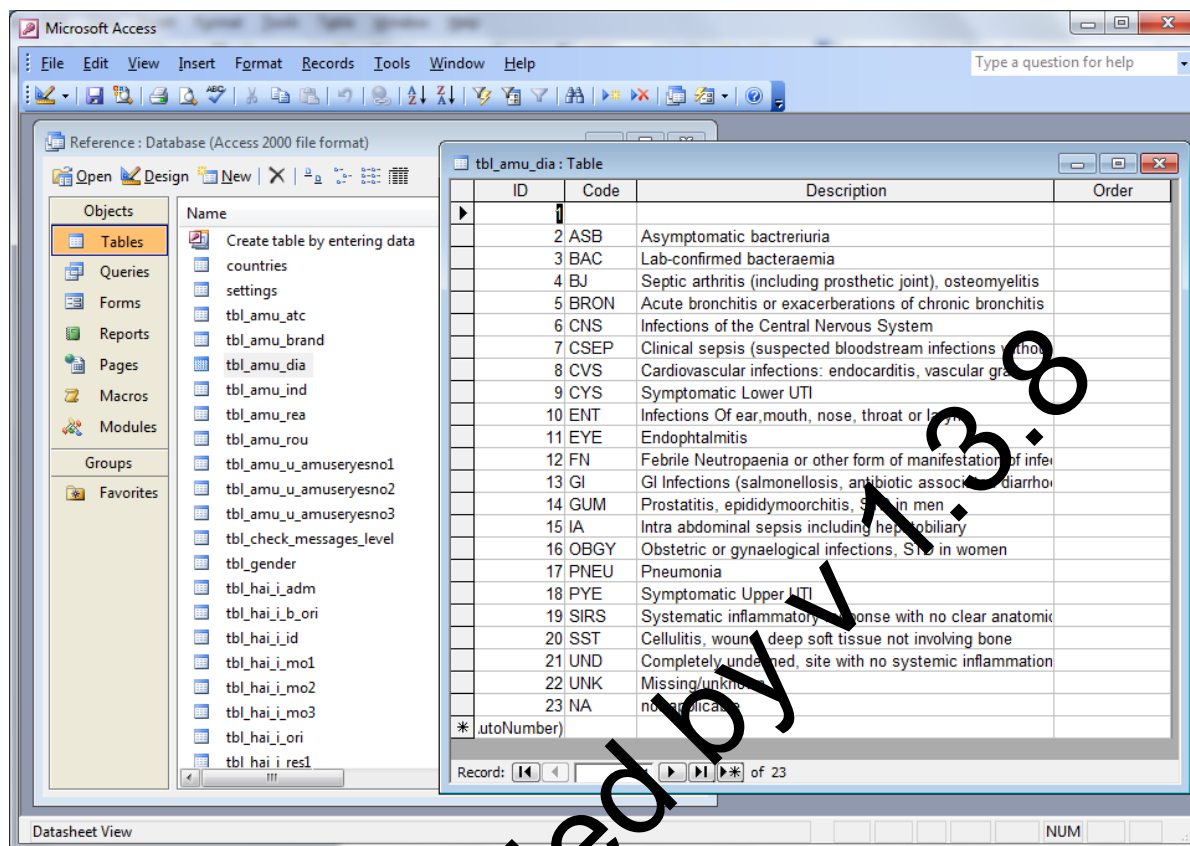 Microsoft Access
File Edit View Insert Format Records Tools Window Help
Type a question for help
Reference : Database (Access 2000 file format)
Open Design New
Objects
Tables
Queries
Forms
Reports
Pages
Macros
Modules
Groups
Favorites
Name
Create table by entering data
countries
settings
tbl_amu_atc
tbl_amu_brand
tbl_amu_dia
tbl_amu_ind
tbl_amu_rea
tbl_amu_rou
tbl_amu_u_amuseryesno1
tbl_amu_u_amuseryesno2
tbl_amu_u_amuseryesno3
tbl_check_messages_level
tbl_gender
tbl_hai_i_adm
tbl_hai_i_b_ori
tbl_hai_i_id
tbl_hai_i_mo1
tbl_hai_i_mo2
tbl_hai_i_mo3
tbl_hai_i_ori
tbl_hai_i_res1
tbl_amu_dia : Table
ID Code Description Order
1
2 ASB Asymptomatic bactreriuria
3 BAC Lab-confirmed bacteraemia
4 BJ Septic arthritis (including prosthetic joint), osteomyelitis
5 BRON Acute bronchitis or exacerberations of chronic bronchitis
6 CNS Infections of the Central Nervous System
7 CSEP Clinical sepsis (suspected bloodstream infections
8 CVS Cardiovascular infections: endocarditis, vascular
9 CYS Symptomatic Lower UTI
10 ENT Infections Of ear,mouth, nose, throat or
11 EYE Endophtalmitis
12 FN Febrile Neutropaenia or other form of manifestation of
13 GI GI Infections (salmonellosis, antibiotic
14 GUM Prostatitis, epididymoorchitis, in men
15 IA Intra abdominal sepsis including
16 OBGY Obstetric or gynaelogical infections, STD in women
17 PNEU Pneumonia
18 PYE Symptomatic Upper UTI
19 SIRS Systematic inflammatory with no clear
20 SST Cellulitis, wound, deep soft tissue not involving bone
21 UND Completely site with no systemic inflammation
22 UNK
23 NA
utoNumber)
Record: of 23
Datasheet View NUM
by v1.3.8